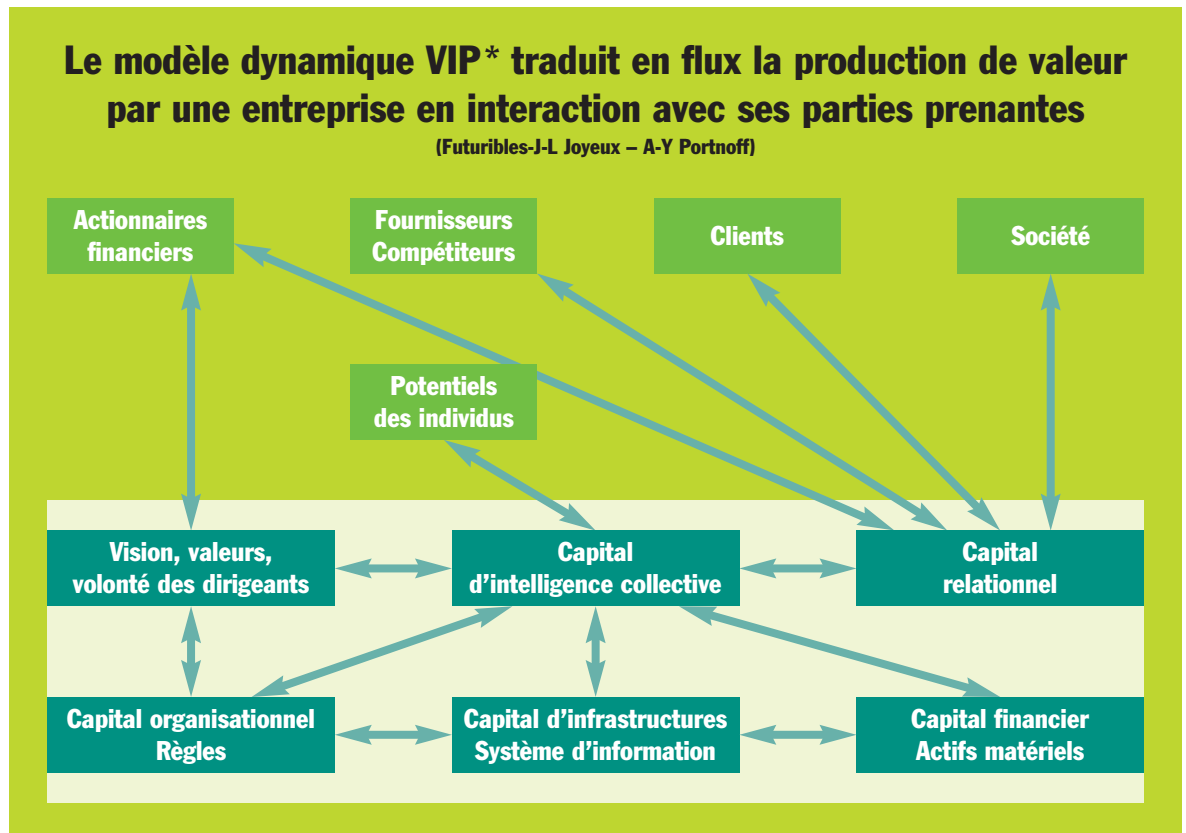 Le modèle dynamique VIP* traduit en flux la production de valeur
par une entreprise en interaction avec ses parties prenantes
(Futuribles-J-L Joyeux – A-Y Portnoff)
Actionnaires
financiers
Fournisseurs
Compétiteurs
Clients
Société
Potentiels
des individus
Vision, valeurs,
volonté des dirigeants
Capital
d’intelligence collective
Capital
relationnel
Capital organisationnel
Règles
Capital d’infrastructures
Système d’information
Capital financier
Actifs matériels